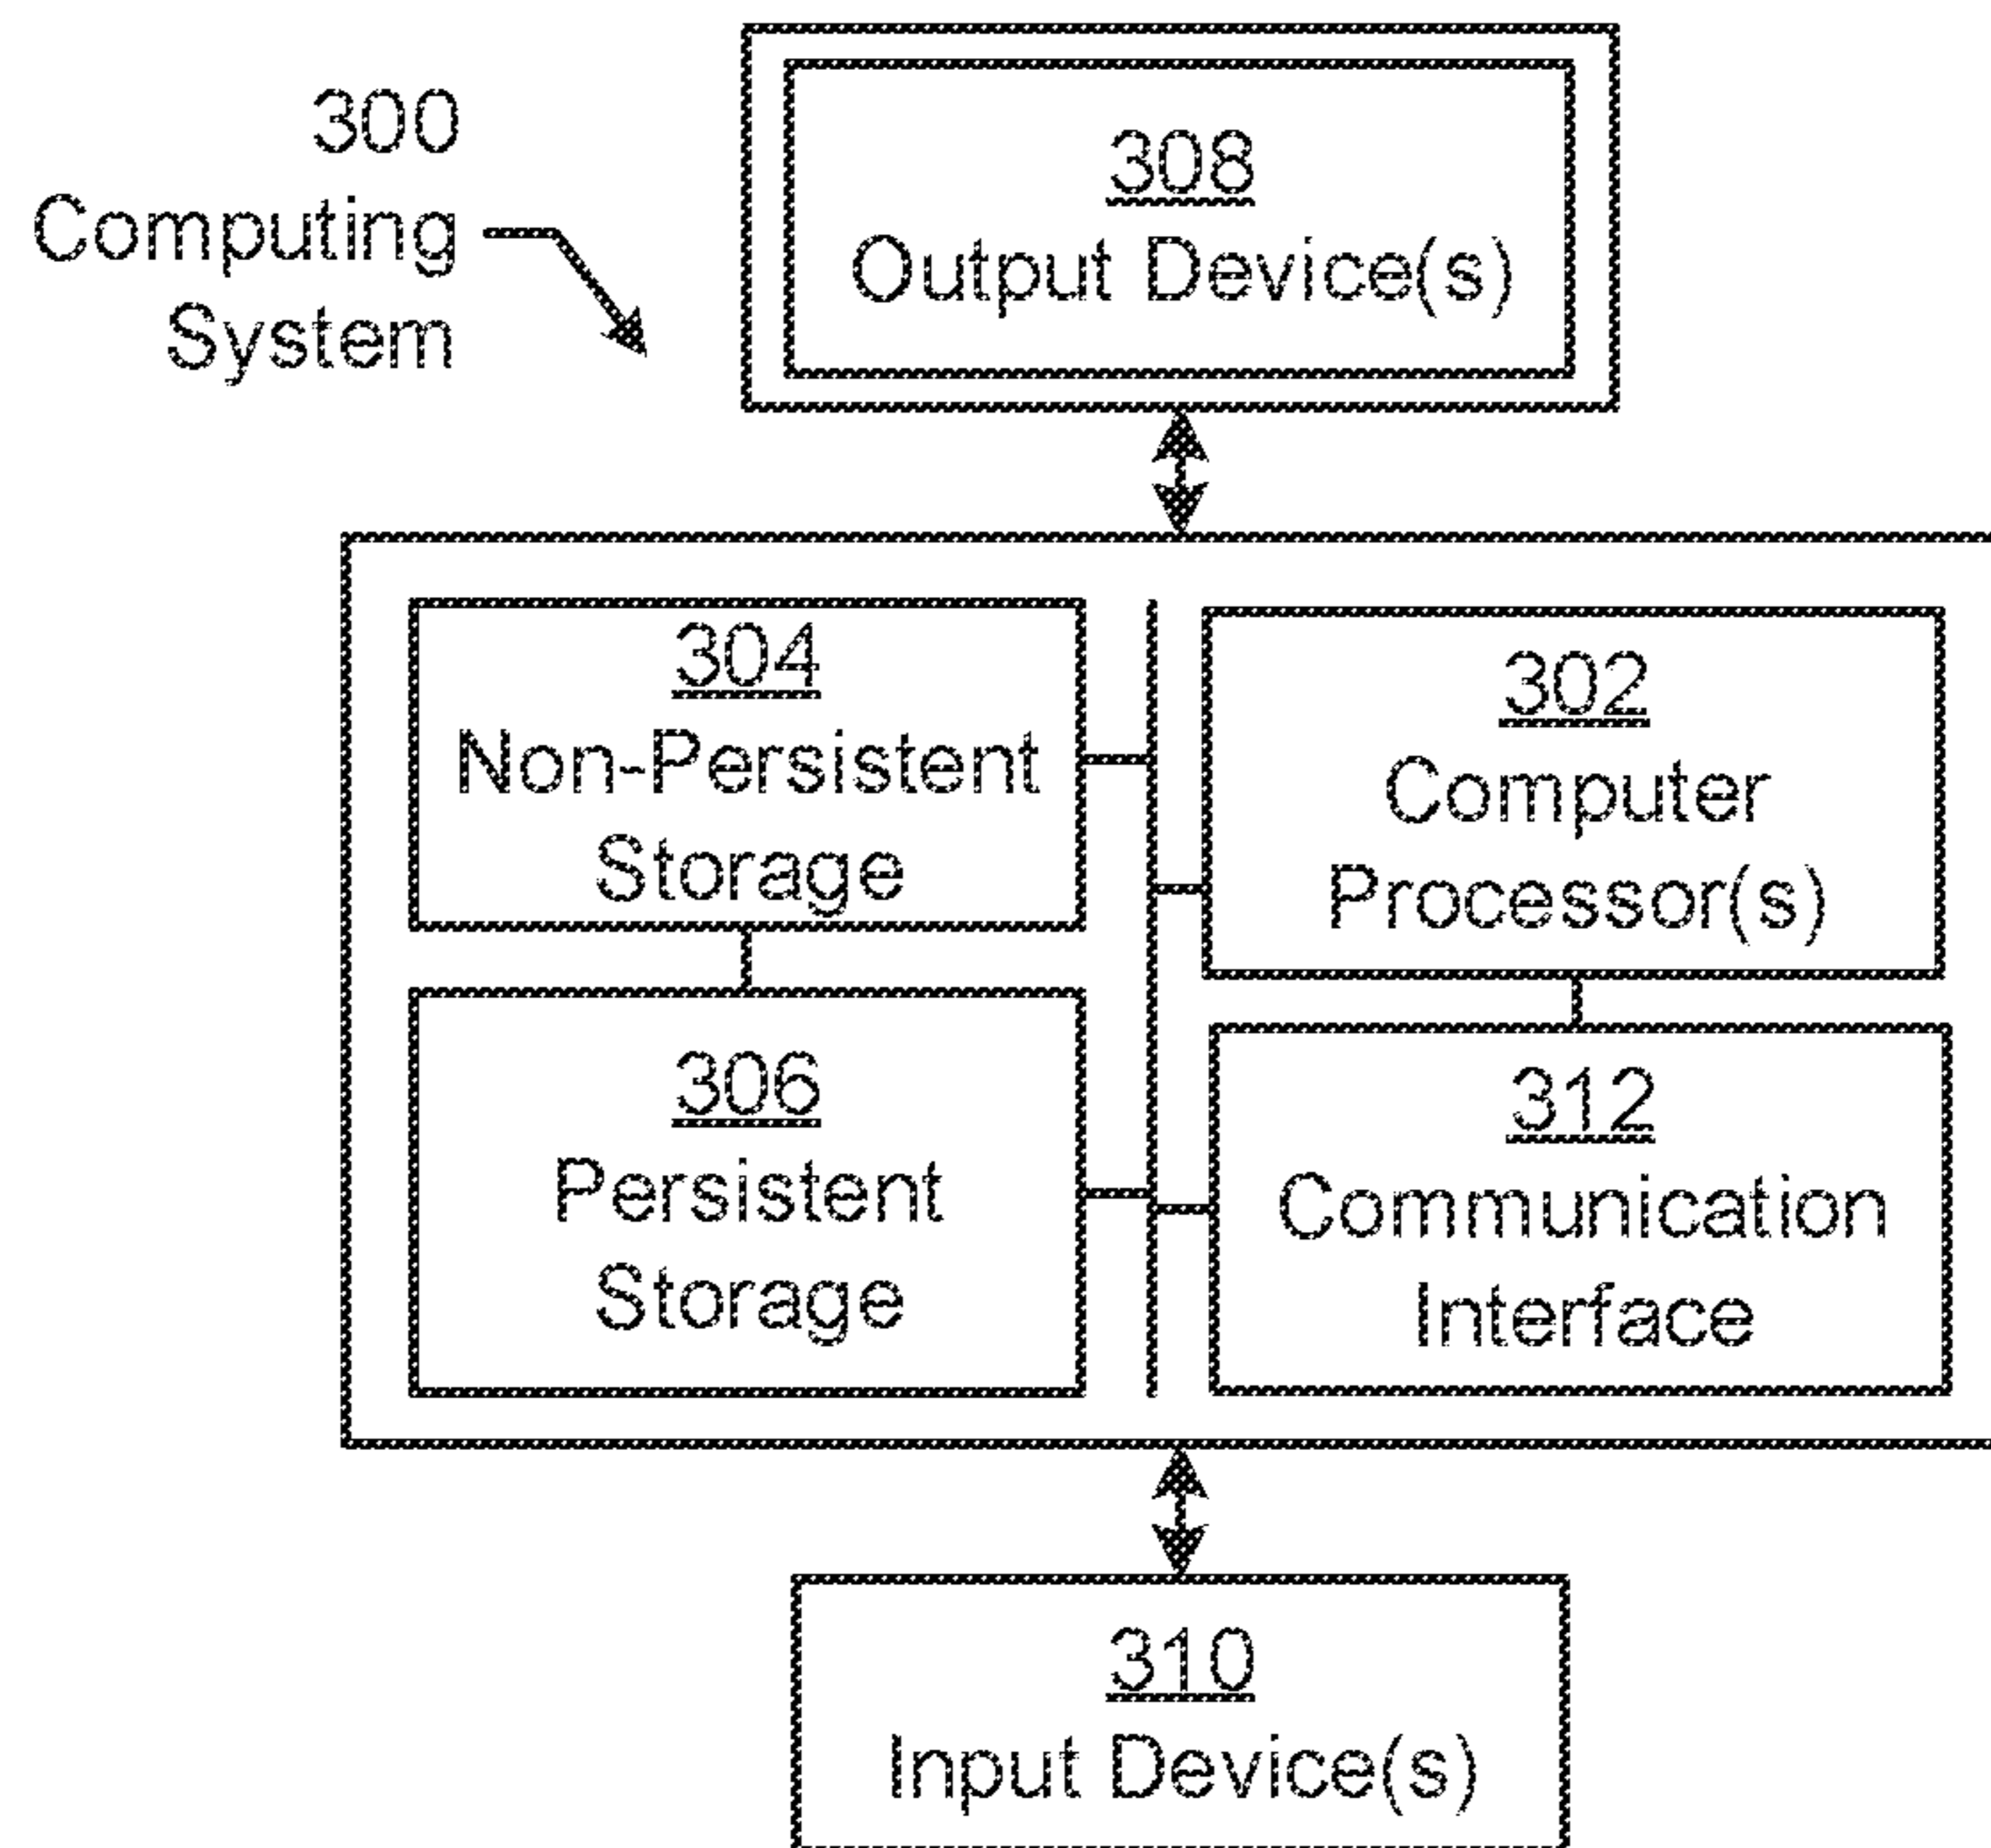 300
Computing
System
308
Output Device(s)
304
Non-Persistent
Storage
302
Computer
Processor(s)
306
Persistent
Storage
312
Communication
Interface
310
Input Device(s)